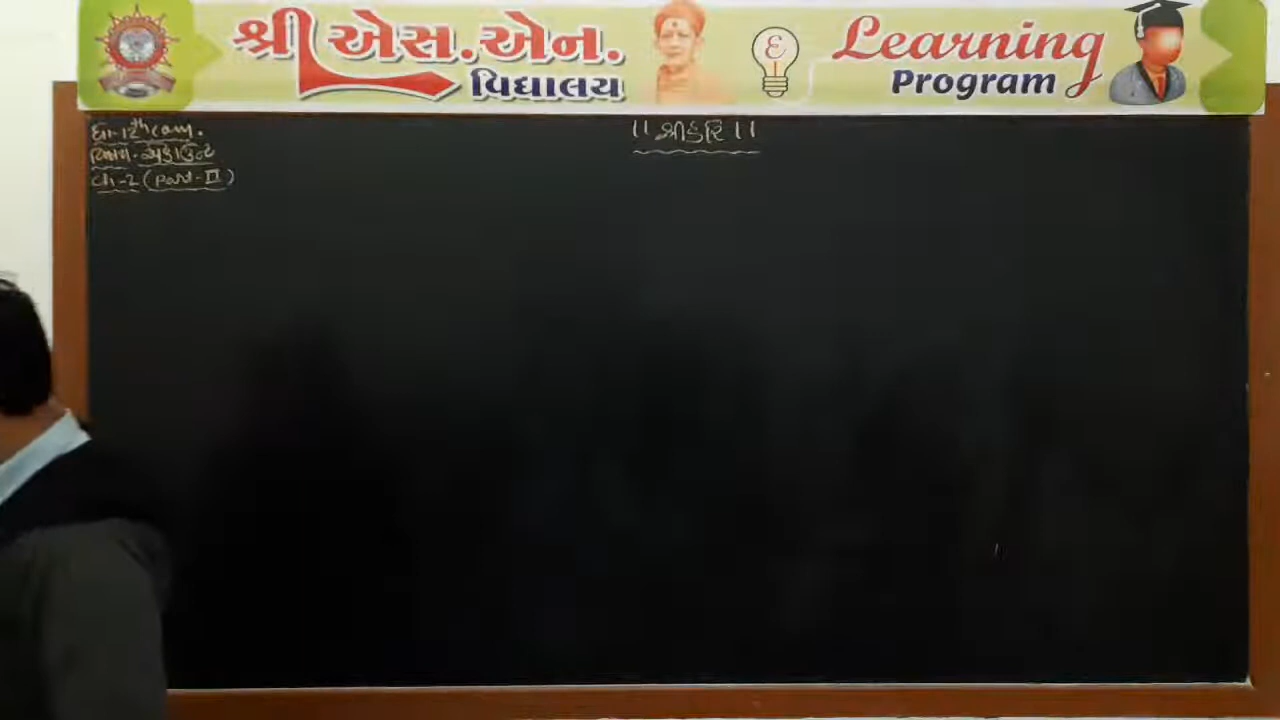 શ્રી એસ.એન.
વિદ્યાલય
Learning
Program
ધો-12th com.
વિષય-એકાઉન્ટ
ch-2 (part-II)
।। શ્રીહરિ ।।